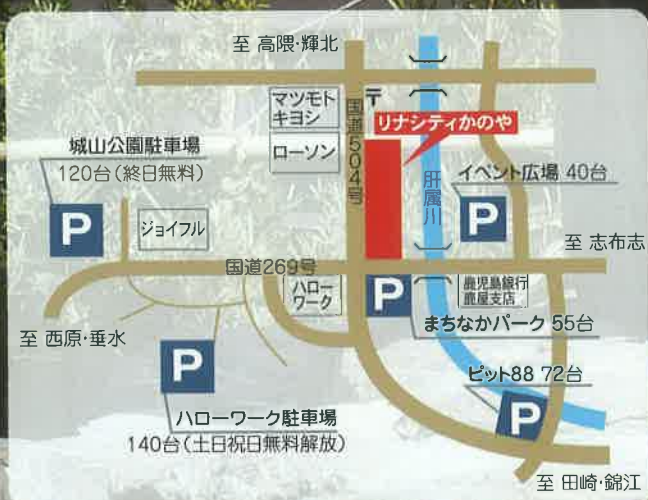 至 高隈・輝北
マツモト
キヨシ
〒
国道504号
リナシティかのや
ローソン
城山公園駐車場
120台(終日無料)
肝属川
イベント広場 40台
P
P
ジョイフル
至 志布志
国道269号
ハロー
ワーク
P
鹿児島銀行
鹿屋支店
まちなかパーク 55台
至 西原・垂水
P
ピット88 72台
P
ハローワーク駐車場
140台(土日祝日無料解放)
至 田崎・錦江